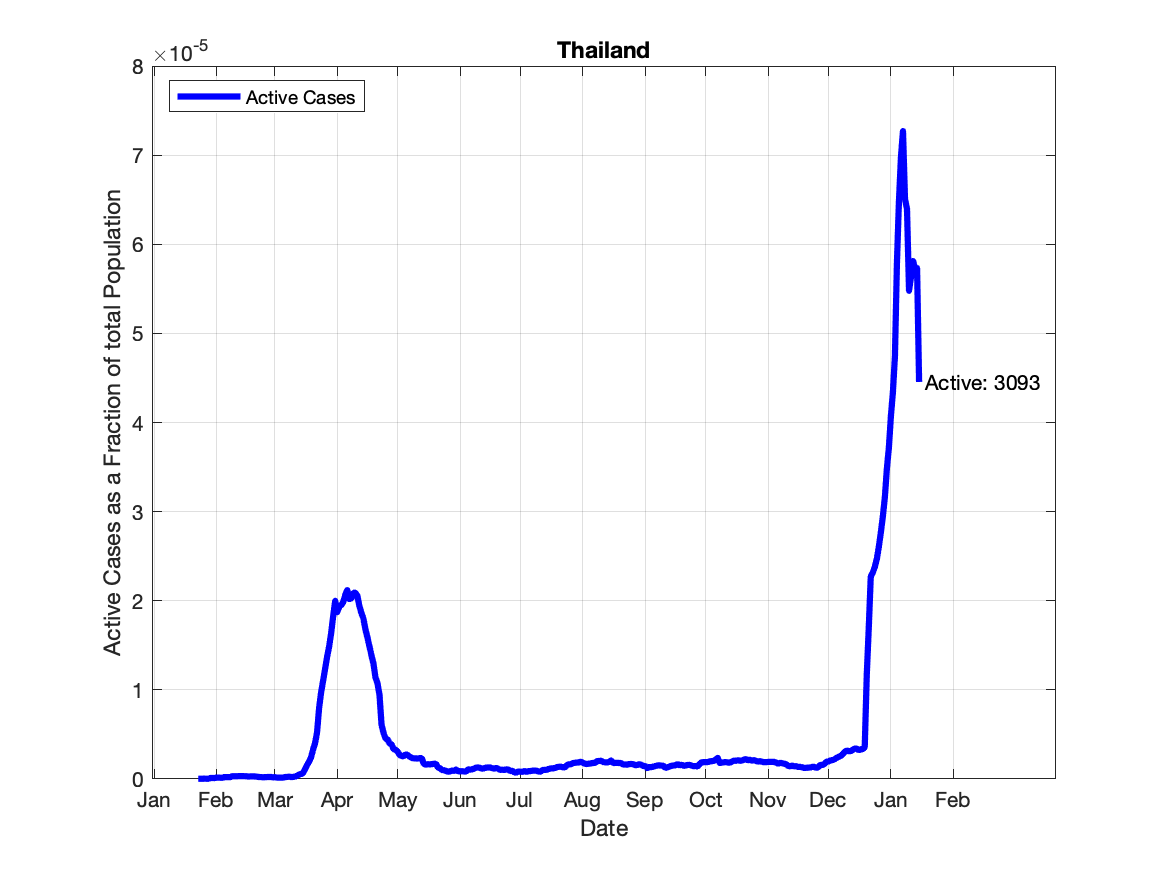 Thailand
×10-5
Active Cases
8
7
6
5
4
3
2
1
0
Active Cases as a Fraction of total Population
Active: 3093
Jan Feb Mar Apr May Jun Jul Aug Sep Oct Nov Dec Jan Feb
Date